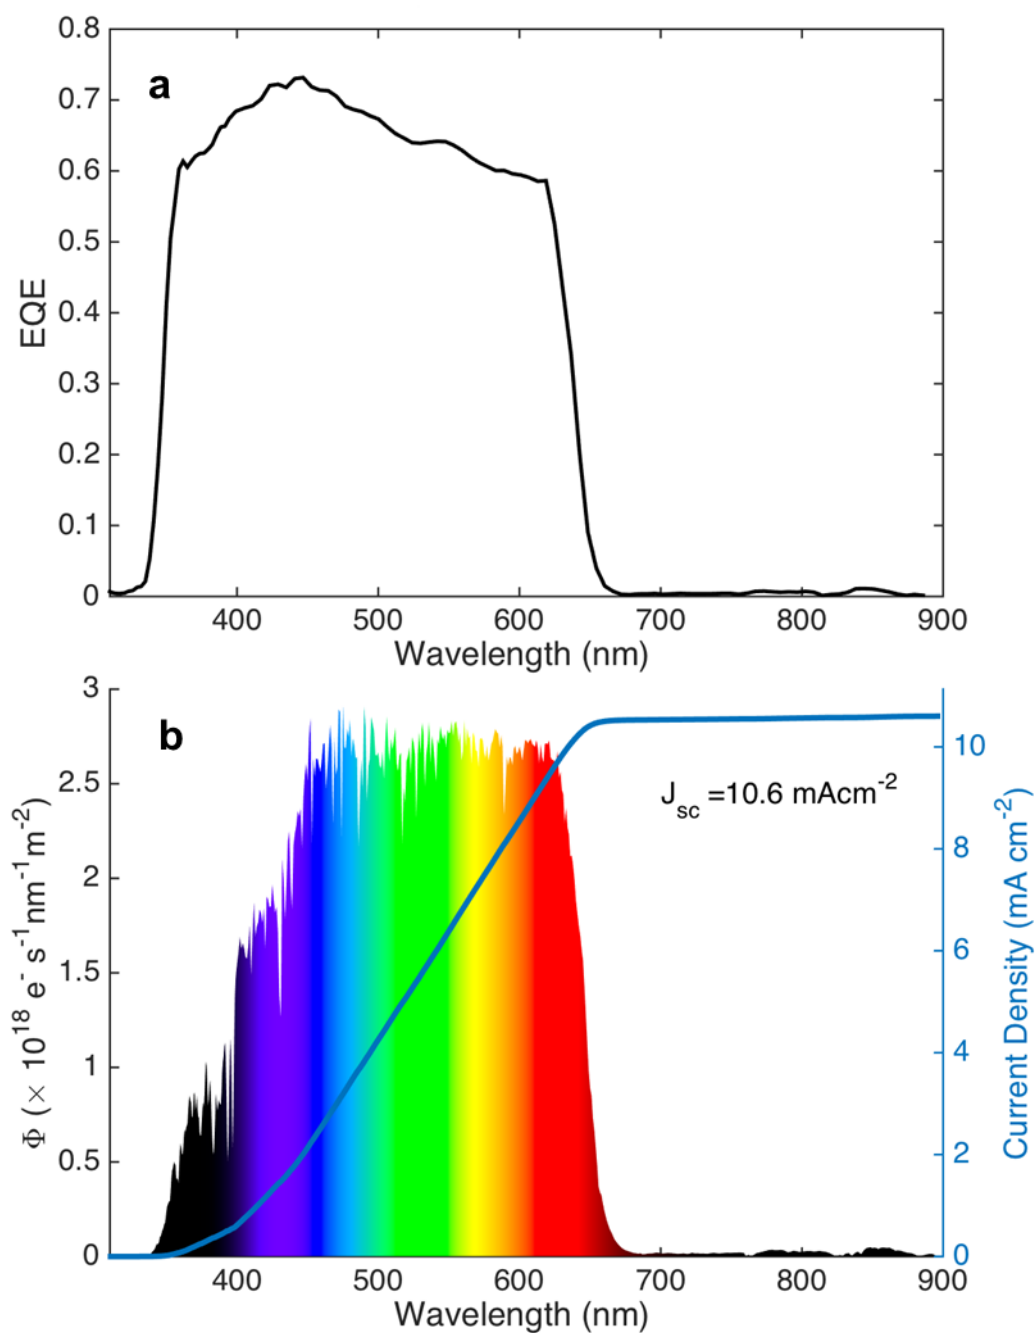 a
0.8
0.7
0.6
0.5
0.4
0.3
0.2
0.1
0
EQE
400 500 600 700 800 900
Wavelength (nm)
b
3
2.5
2
1.5
1
0.5
0
Φ (× 10^18 e^- s^-1 nm^-1 m^-2)
J_sc =10.6 mAcm^-2
10
8
6
4
2
0
Current Density (mA cm^-2)
400 500 600 700 800 900
Wavelength (nm)